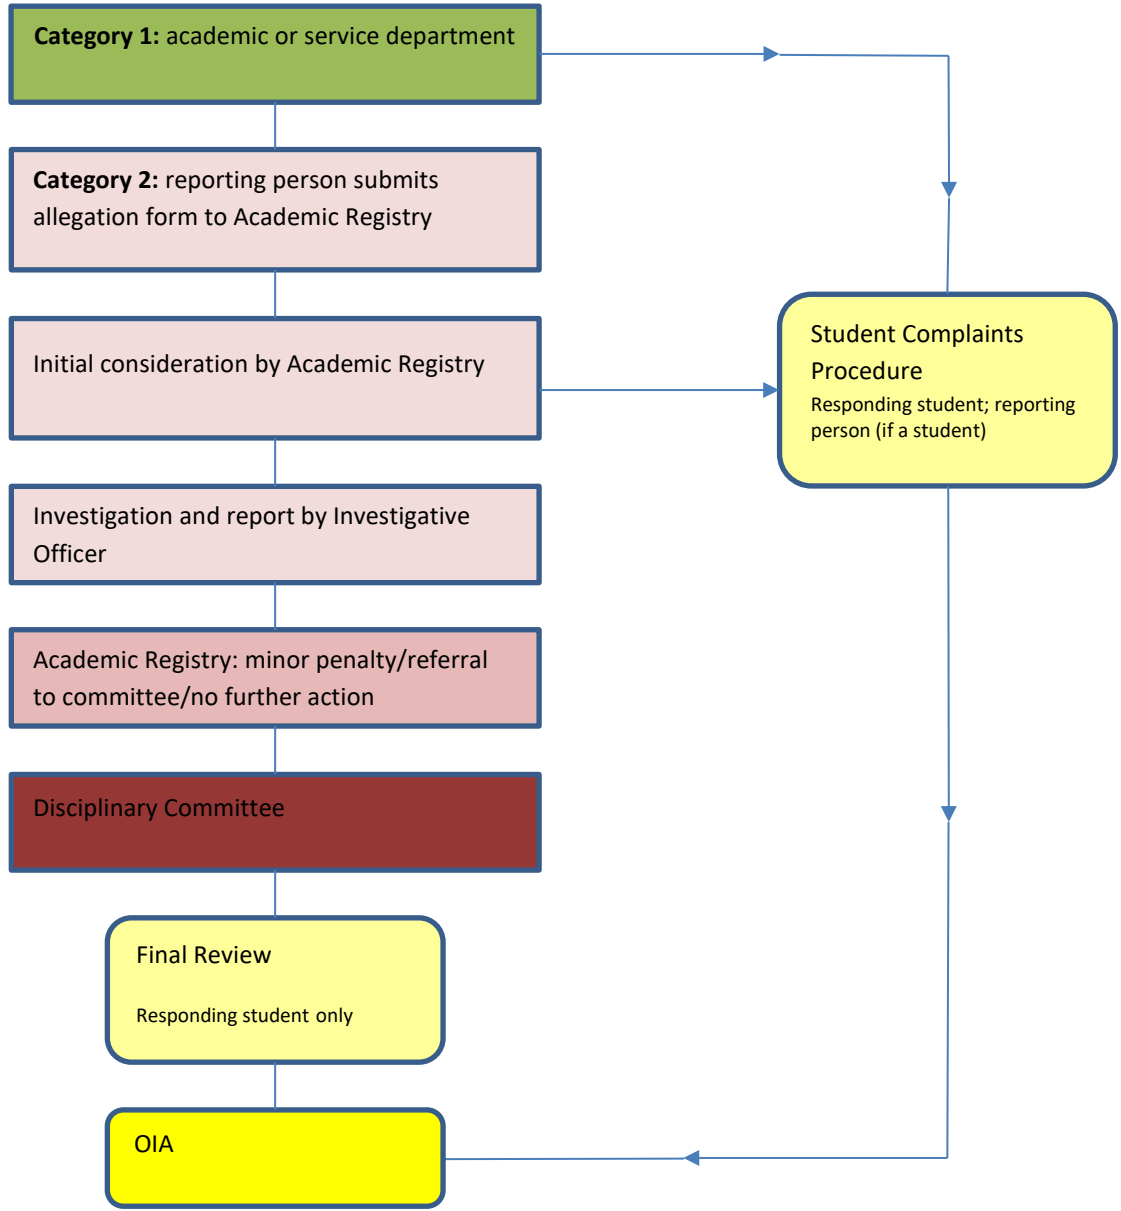 Category 1: academic or service department
Category 2: reporting person submits
allegation form to Academic Registry
Initial consideration by Academic Registry
Student Complaints
Procedure
Responding student; reporting
person (if a student)
Investigation and report by Investigative
Officer
Academic Registry: minor penalty/referral
to committee/no further action
Disciplinary Committee
Final Review
Responding student only
OIA